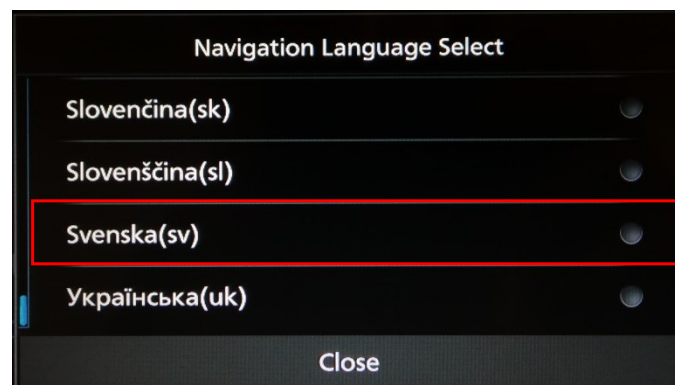 Navigation Language Select
Slovenčina(sk)
Slovenščina(sl)
Svenska(sv)
Українська(uk)
Close